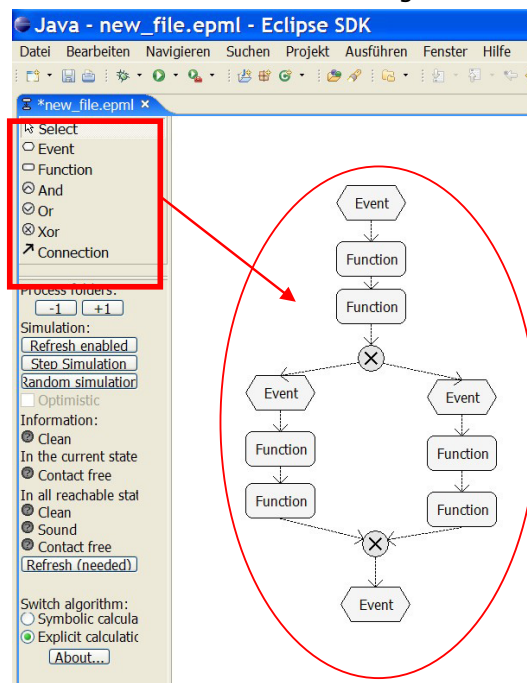 Java - new_file.epml - Eclipse SDK
Datei Bearbeiten Navigieren Suchen Projekt Ausführen Fenster Hilfe
*new_file.epml
Select
Event
Function
And
Or
Xor
Connection
Process folders:
-1 +1
Simulation:
Refresh enabled
Step Simulation
Random simulation
Optimistic
Information:
Clean
In the current state
Contact free
In all reachable stat
Clean
Sound
Contact free
Refresh (needed)
Switch algorithm:
Symbolic calcula
Explicit calculatic
About...
Event
Function
Function
Event
Event
Function
Function
Function
Function
Event